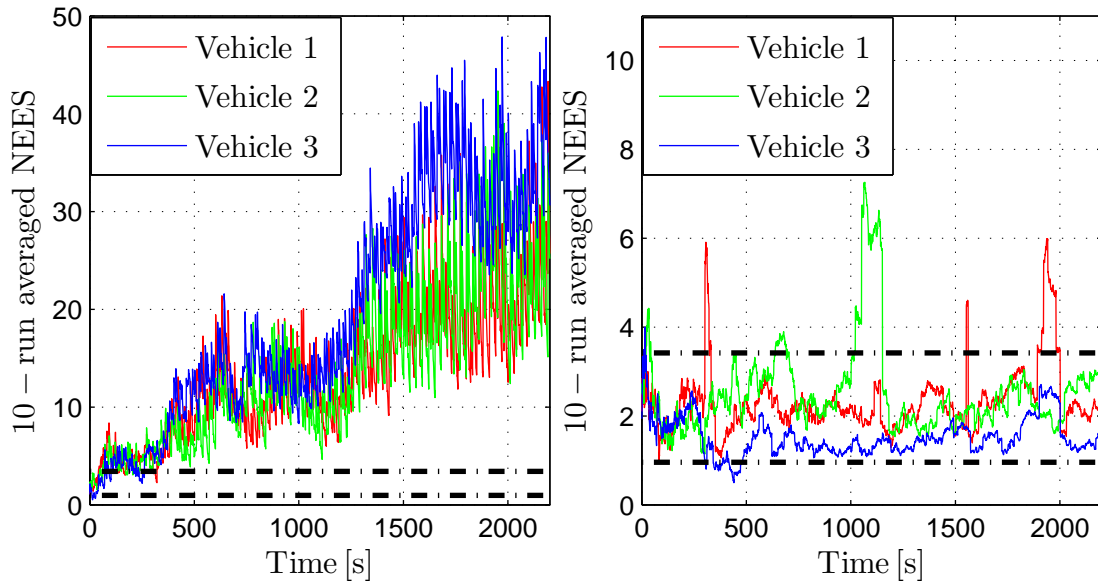 10 − run averaged NEES
50
40
30
20
10
0
Vehicle 1
Vehicle 2
Vehicle 3
0 500 1000 1500 2000
Time [s]
10 − run averaged NEES
10
8
6
4
2
0
Vehicle 1
Vehicle 2
Vehicle 3
0 500 1000 1500 2000
Time [s]